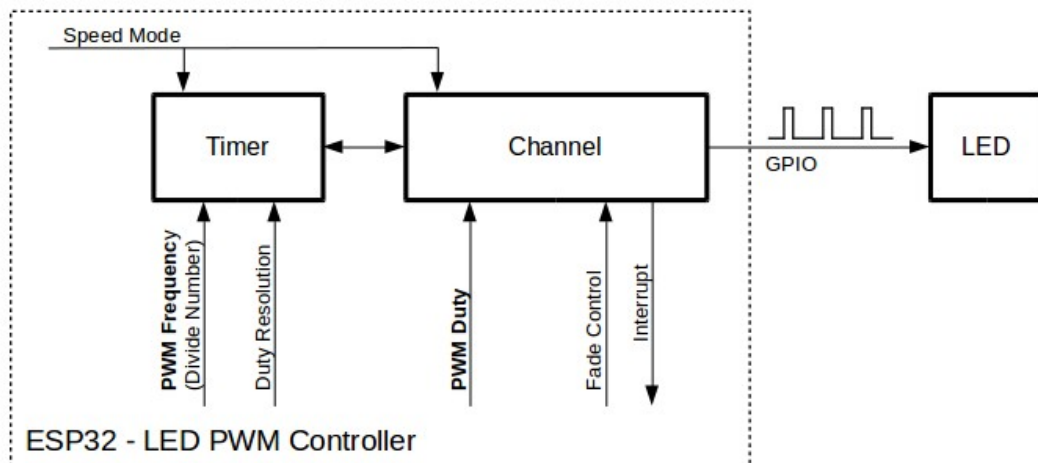 Speed Mode
Timer
Channel
GPIO
LED
PWM Frequency
(Divide Number)
Duty Resolution
PWM Duty
Fade Control
Interrupt
ESP32 - LED PWM Controller